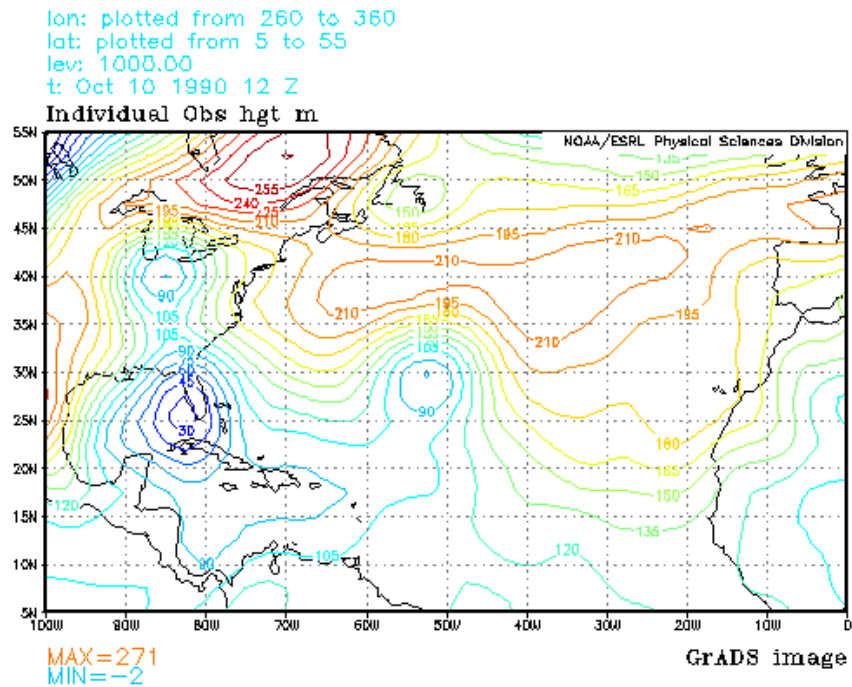 lon: plotted from 260 to 360
lat: plotted from 5 to 55
lev: 1000.00
t: Oct 10 1990 12 Z
Individual Obs hgt m
NOAA/ESRL Physical Sciences Division
55N
50N
45N
40N
35N
30N
25N
20N
15N
10N
5N
135
150
165
255
240
210
195
150
180
195
210
210
90
105
210
195
195
210
105
90
90
30
180
165
150
135
120
120
105
90
100W 90W 80W 70W 60W 50W 40W 30W 20W 10W 0
MAX=271
MIN=-2
GrADS image